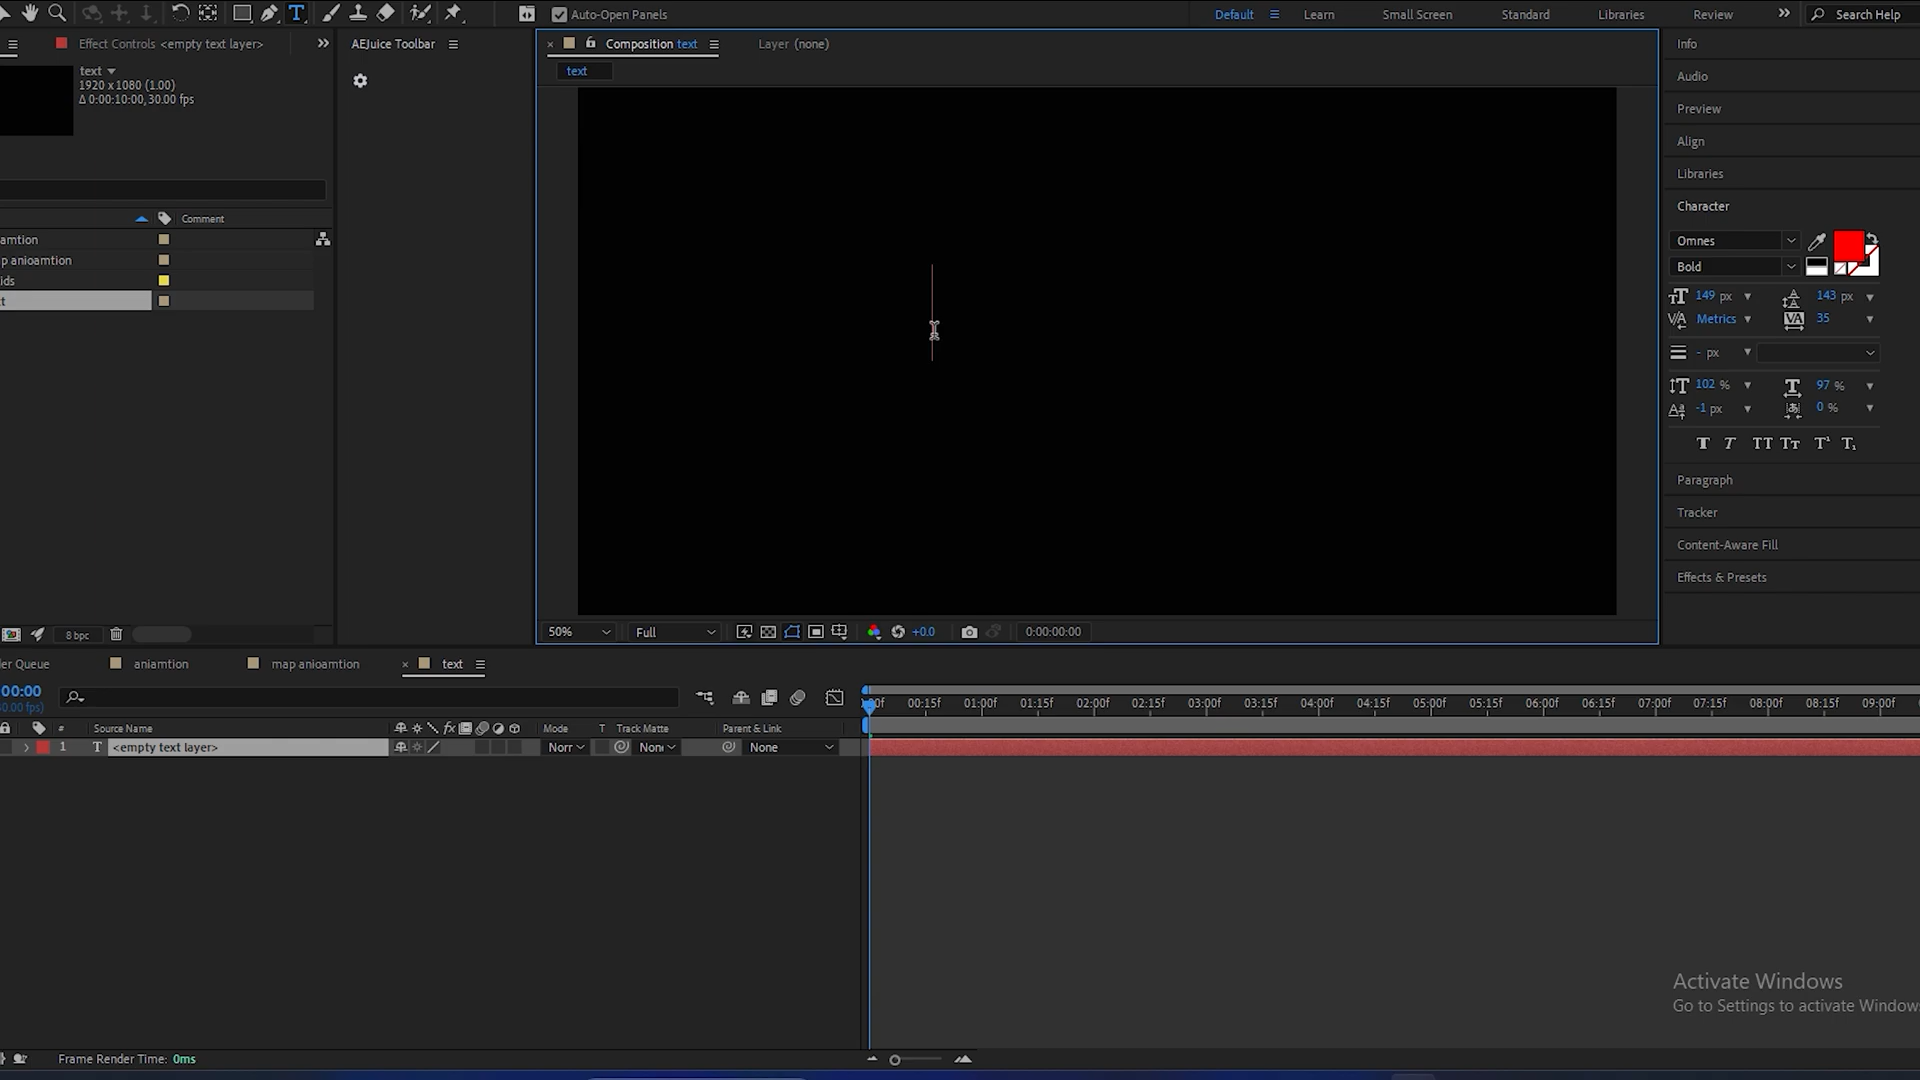 Auto-Open Panels
Default
Learn
Small Screen
Standard
Libraries
Review
Search Help
Effect Controls <empty text layer>
AEJuice Toolbar
Composition text
Layer (none)
text
1920 x 1080 (1.00)
Δ 0:00:10:00, 30.00 fps
text
Comment
amtion
p anioamtion
ids
t
8 bpc
50%
Full
+0.0
0:00:00:00
Info
Audio
Preview
Align
Libraries
Character
Omnes
Bold
149 px
143 px
Metrics
35
- px
102 %
97 %
-1 px
0 %
Paragraph
Tracker
Content-Aware Fill
Effects & Presets
er Queue
aniamtion
map anioamtion
text
00:00
0.00 fps)
# Source Name
Mode
T Track Matte
Parent & Link
1 T <empty text layer>
Norr
Non
None
0f 00:15f 01:00f 01:15f 02:00f 02:15f 03:00f 03:15f 04:00f 04:15f 05:00f 05:15f 06:00f 06:15f 07:00f 07:15f 08:00f 08:15f 09:00f
Activate Windows
Go to Settings to activate Windows
Frame Render Time: 0ms